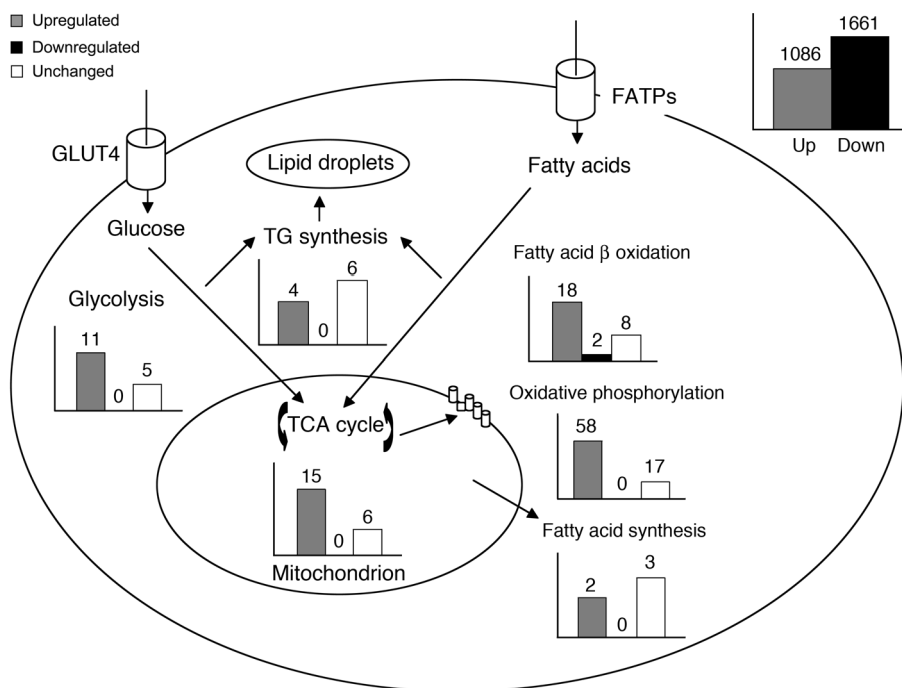 Upregulated
Downregulated
Unchanged
1086
1661
Up Down
GLUT4
Glucose
FATPs
Fatty acids
Lipid droplets
TG synthesis
4
0
6
Glycolysis
11
0
5
Fatty acid β oxidation
18
2
8
Oxidative phosphorylation
58
0
17
TCA cycle
15
0
6
Mitochondrion
Fatty acid synthesis
2
0
3